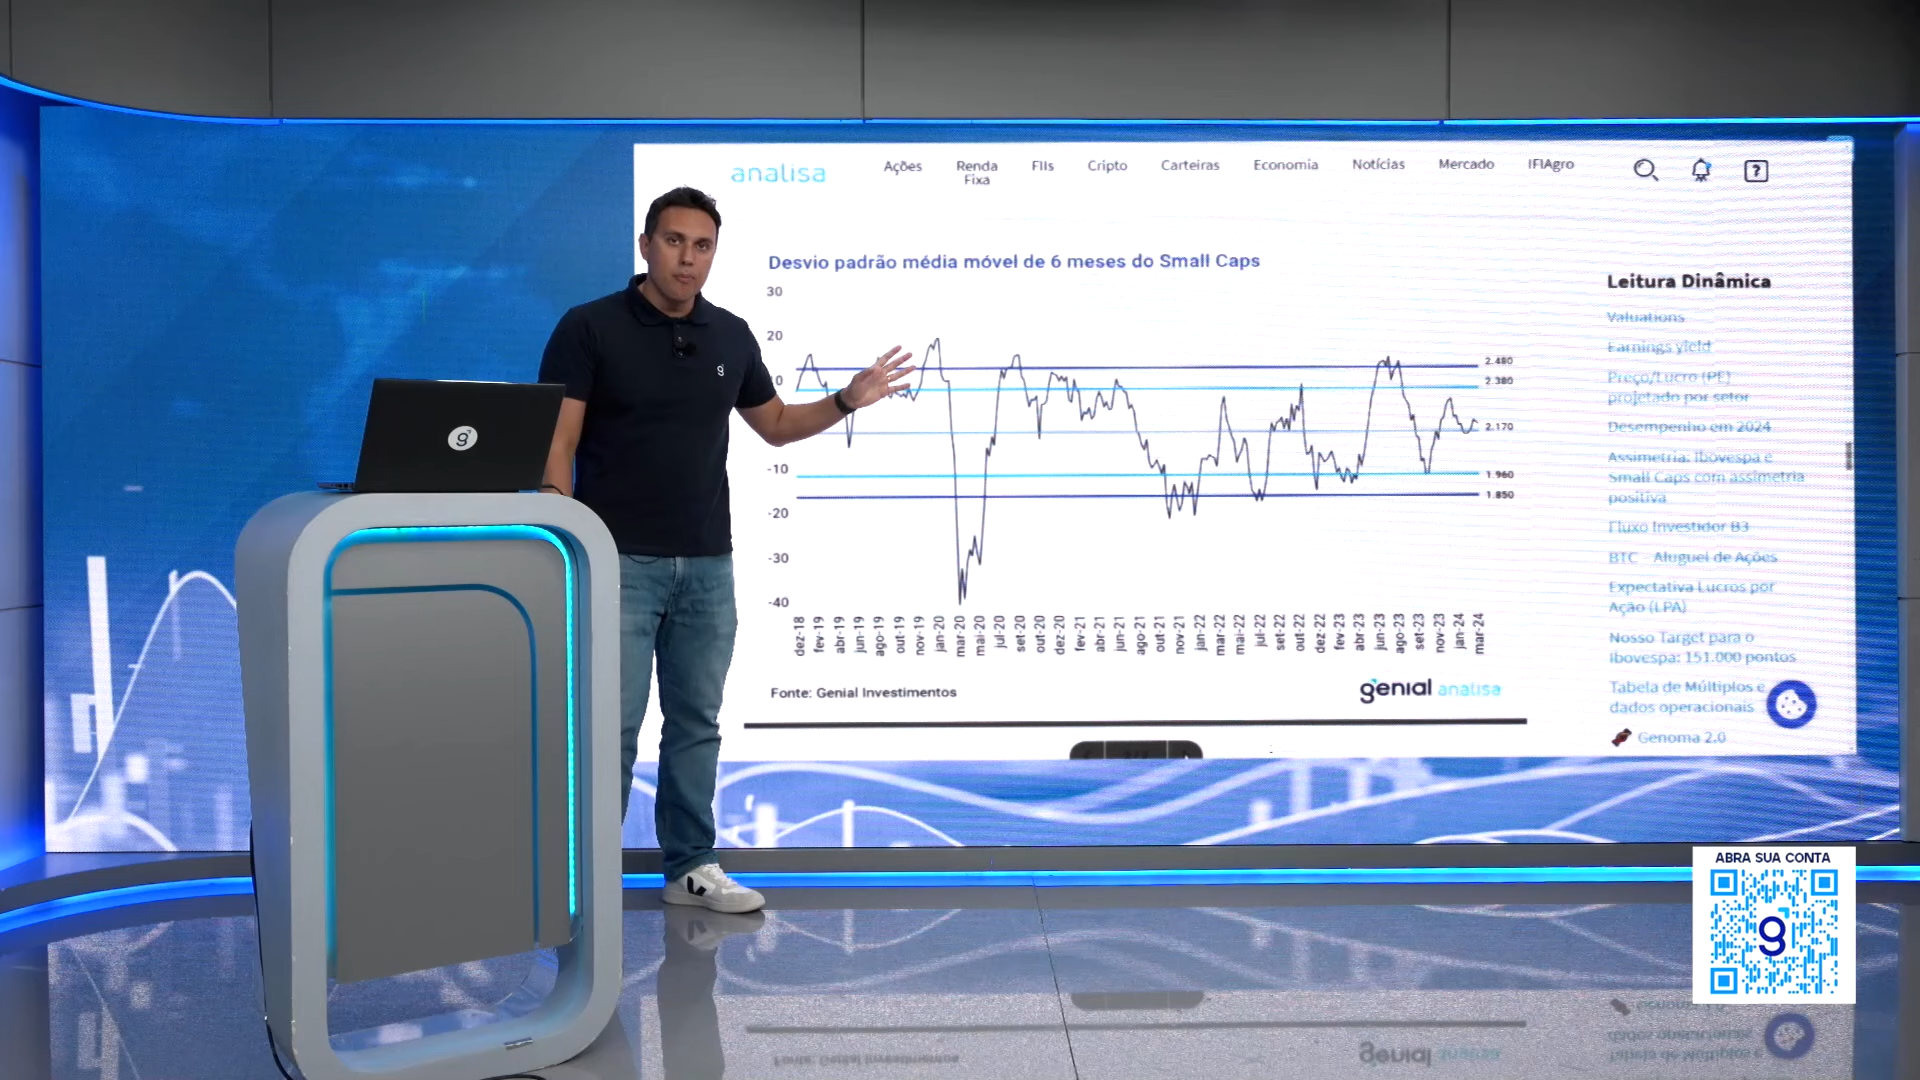 analisa
Ações
Renda
Fixa
FIIs
Cripto
Carteiras
Economia
Notícias
Mercado
IFIAgro
?
Desvio padrão média móvel de 6 meses do Small Caps
30
20
0
-10
-20
-30
-40
2.480
2.380
2.170
1.960
1.850
dez-18
fev-19
abr-19
jun-19
ago-19
out-19
nov-19
jan-20
mar-20
mai-20
jul-20
set-20
out-20
dez-20
fev-21
abr-21
jun-21
ago-21
out-21
nov-21
jan-22
mar-22
mai-22
jul-22
set-22
out-22
dez-22
fev-23
abr-23
jun-23
ago-23
set-23
nov-23
jan-24
mar-24
Fonte: Genial Investimentos
genial analisa
Leitura Dinâmica
Valuations
Earnings yield
Preço/Lucro (PE)
projetado por setor
Desempenho em 2024
Assimetria: Ibovespa e
Small Caps com assimetria
positiva
Fluxo Investidor B3
BTC - Aluguel de Ações
Expectativa Lucros por
Ação (LPA)
Nosso Target para o
Ibovespa: 151.000 pontos
Tabela de Múltiplos e
dados operacionais
Genoma 2.0
g
g
ABRA SUA CONTA
g